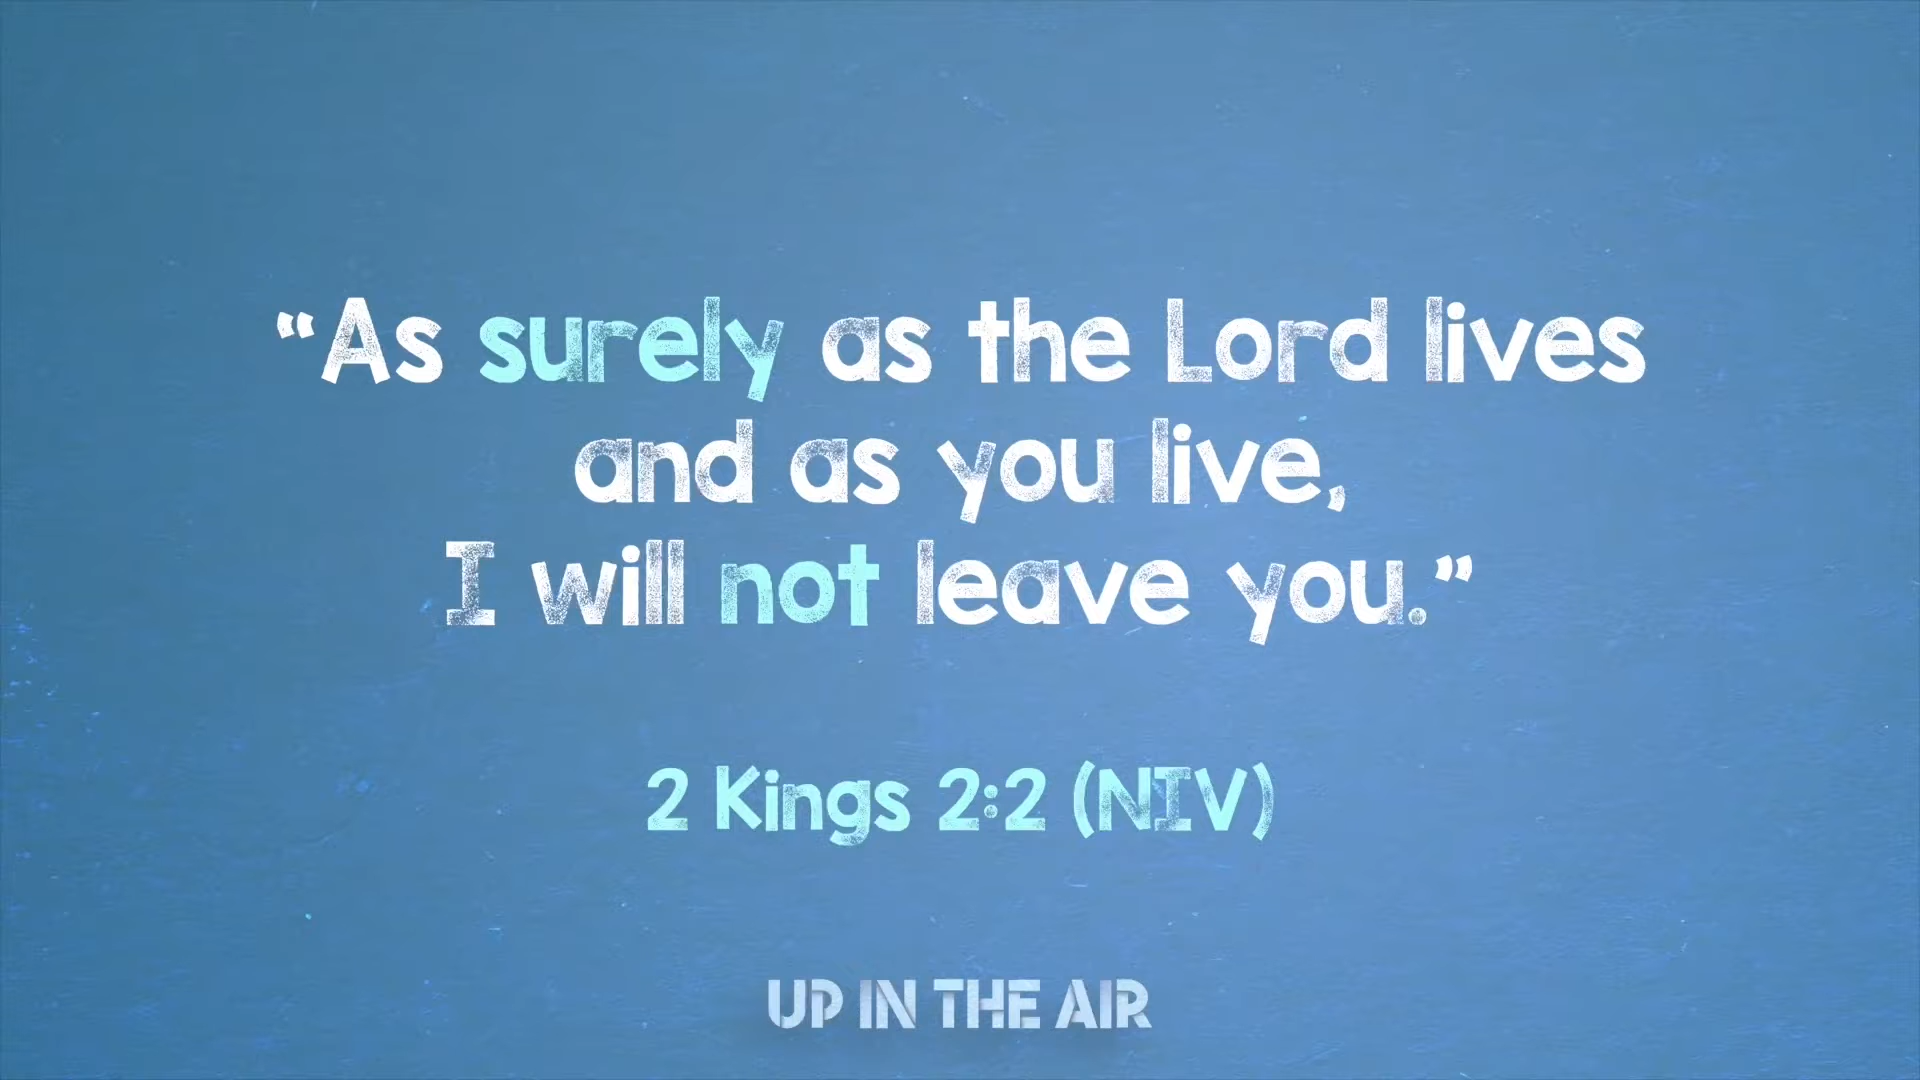 “As surely as the Lord lives
and as you live,
I will not leave you.”
2 Kings 2:2 (NIV)
UP IN THE AIR